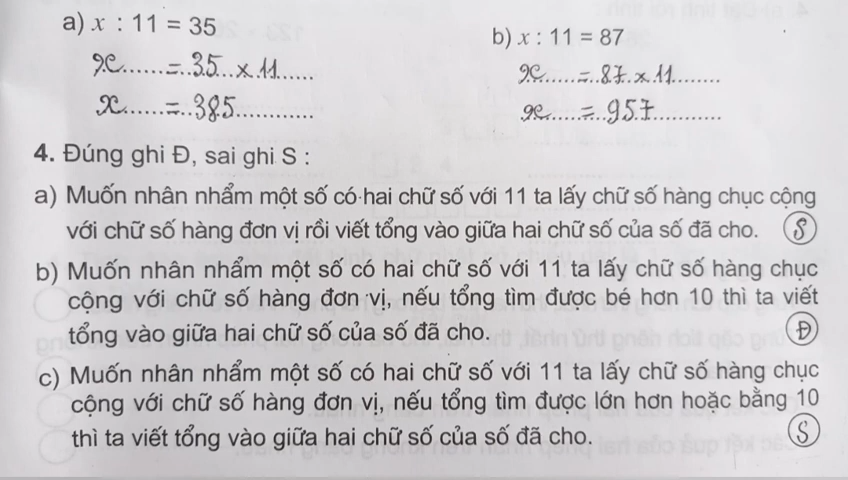 a) x : 11 = 35
x......=..35..x.11......
x......=..385..............
b) x : 11 = 87
x......=..87..x.11........
x......=..957............
4. Đúng ghi Đ, sai ghi S :
a) Muốn nhân nhẩm một số có hai chữ số với 11 ta lấy chữ số hàng chục cộng
với chữ số hàng đơn vị rồi viết tổng vào giữa hai chữ số của số đã cho. S
b) Muốn nhân nhẩm một số có hai chữ số với 11 ta lấy chữ số hàng chục
cộng với chữ số hàng đơn vị, nếu tổng tìm được bé hơn 10 thì ta viết
tổng vào giữa hai chữ số của số đã cho. Đ
c) Muốn nhân nhẩm một số có hai chữ số với 11 ta lấy chữ số hàng chục
cộng với chữ số hàng đơn vị, nếu tổng tìm được lớn hơn hoặc bằng 10
thì ta viết tổng vào giữa hai chữ số của số đã cho. S